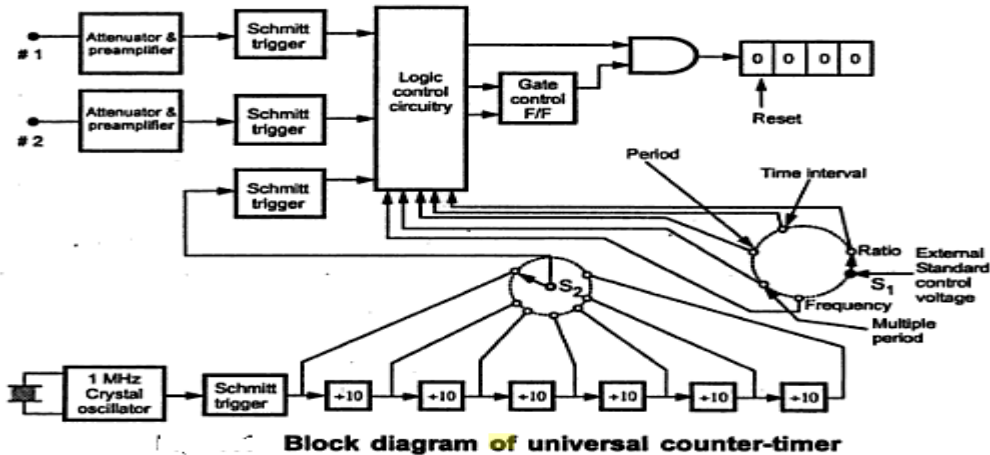 # 1
Attenuator &
preamplifier
Schmitt
trigger
Logic
control
circuitry
Gate
control
F/F
0 0 0 0
Reset
# 2
Attenuator &
preamplifier
Schmitt
trigger
Schmitt
trigger
Period
Time interval
Ratio
S1
External
Standard
control
voltage
Frequency
Multiple
period
S2
1 MHz
Crystal
oscillator
Schmitt
trigger
÷10
÷10
÷10
÷10
÷10
÷10
Block diagram of universal counter-timer